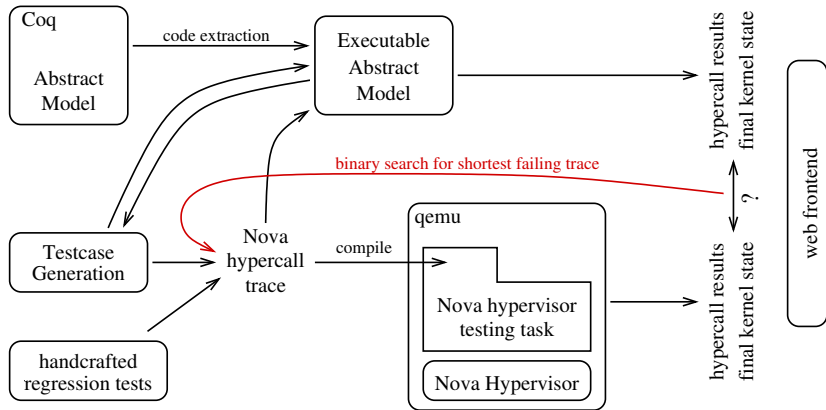 Coq
Abstract
Model
code extraction
Executable
Abstract
Model
hypercall results
final kernel state
binary search for shortest failing trace
?
web frontend
Testcase
Generation
Nova
hypercall
trace
compile
qemu
Nova hypervisor
testing task
Nova Hypervisor
hypercall results
final kernel state
handcrafted
regression tests